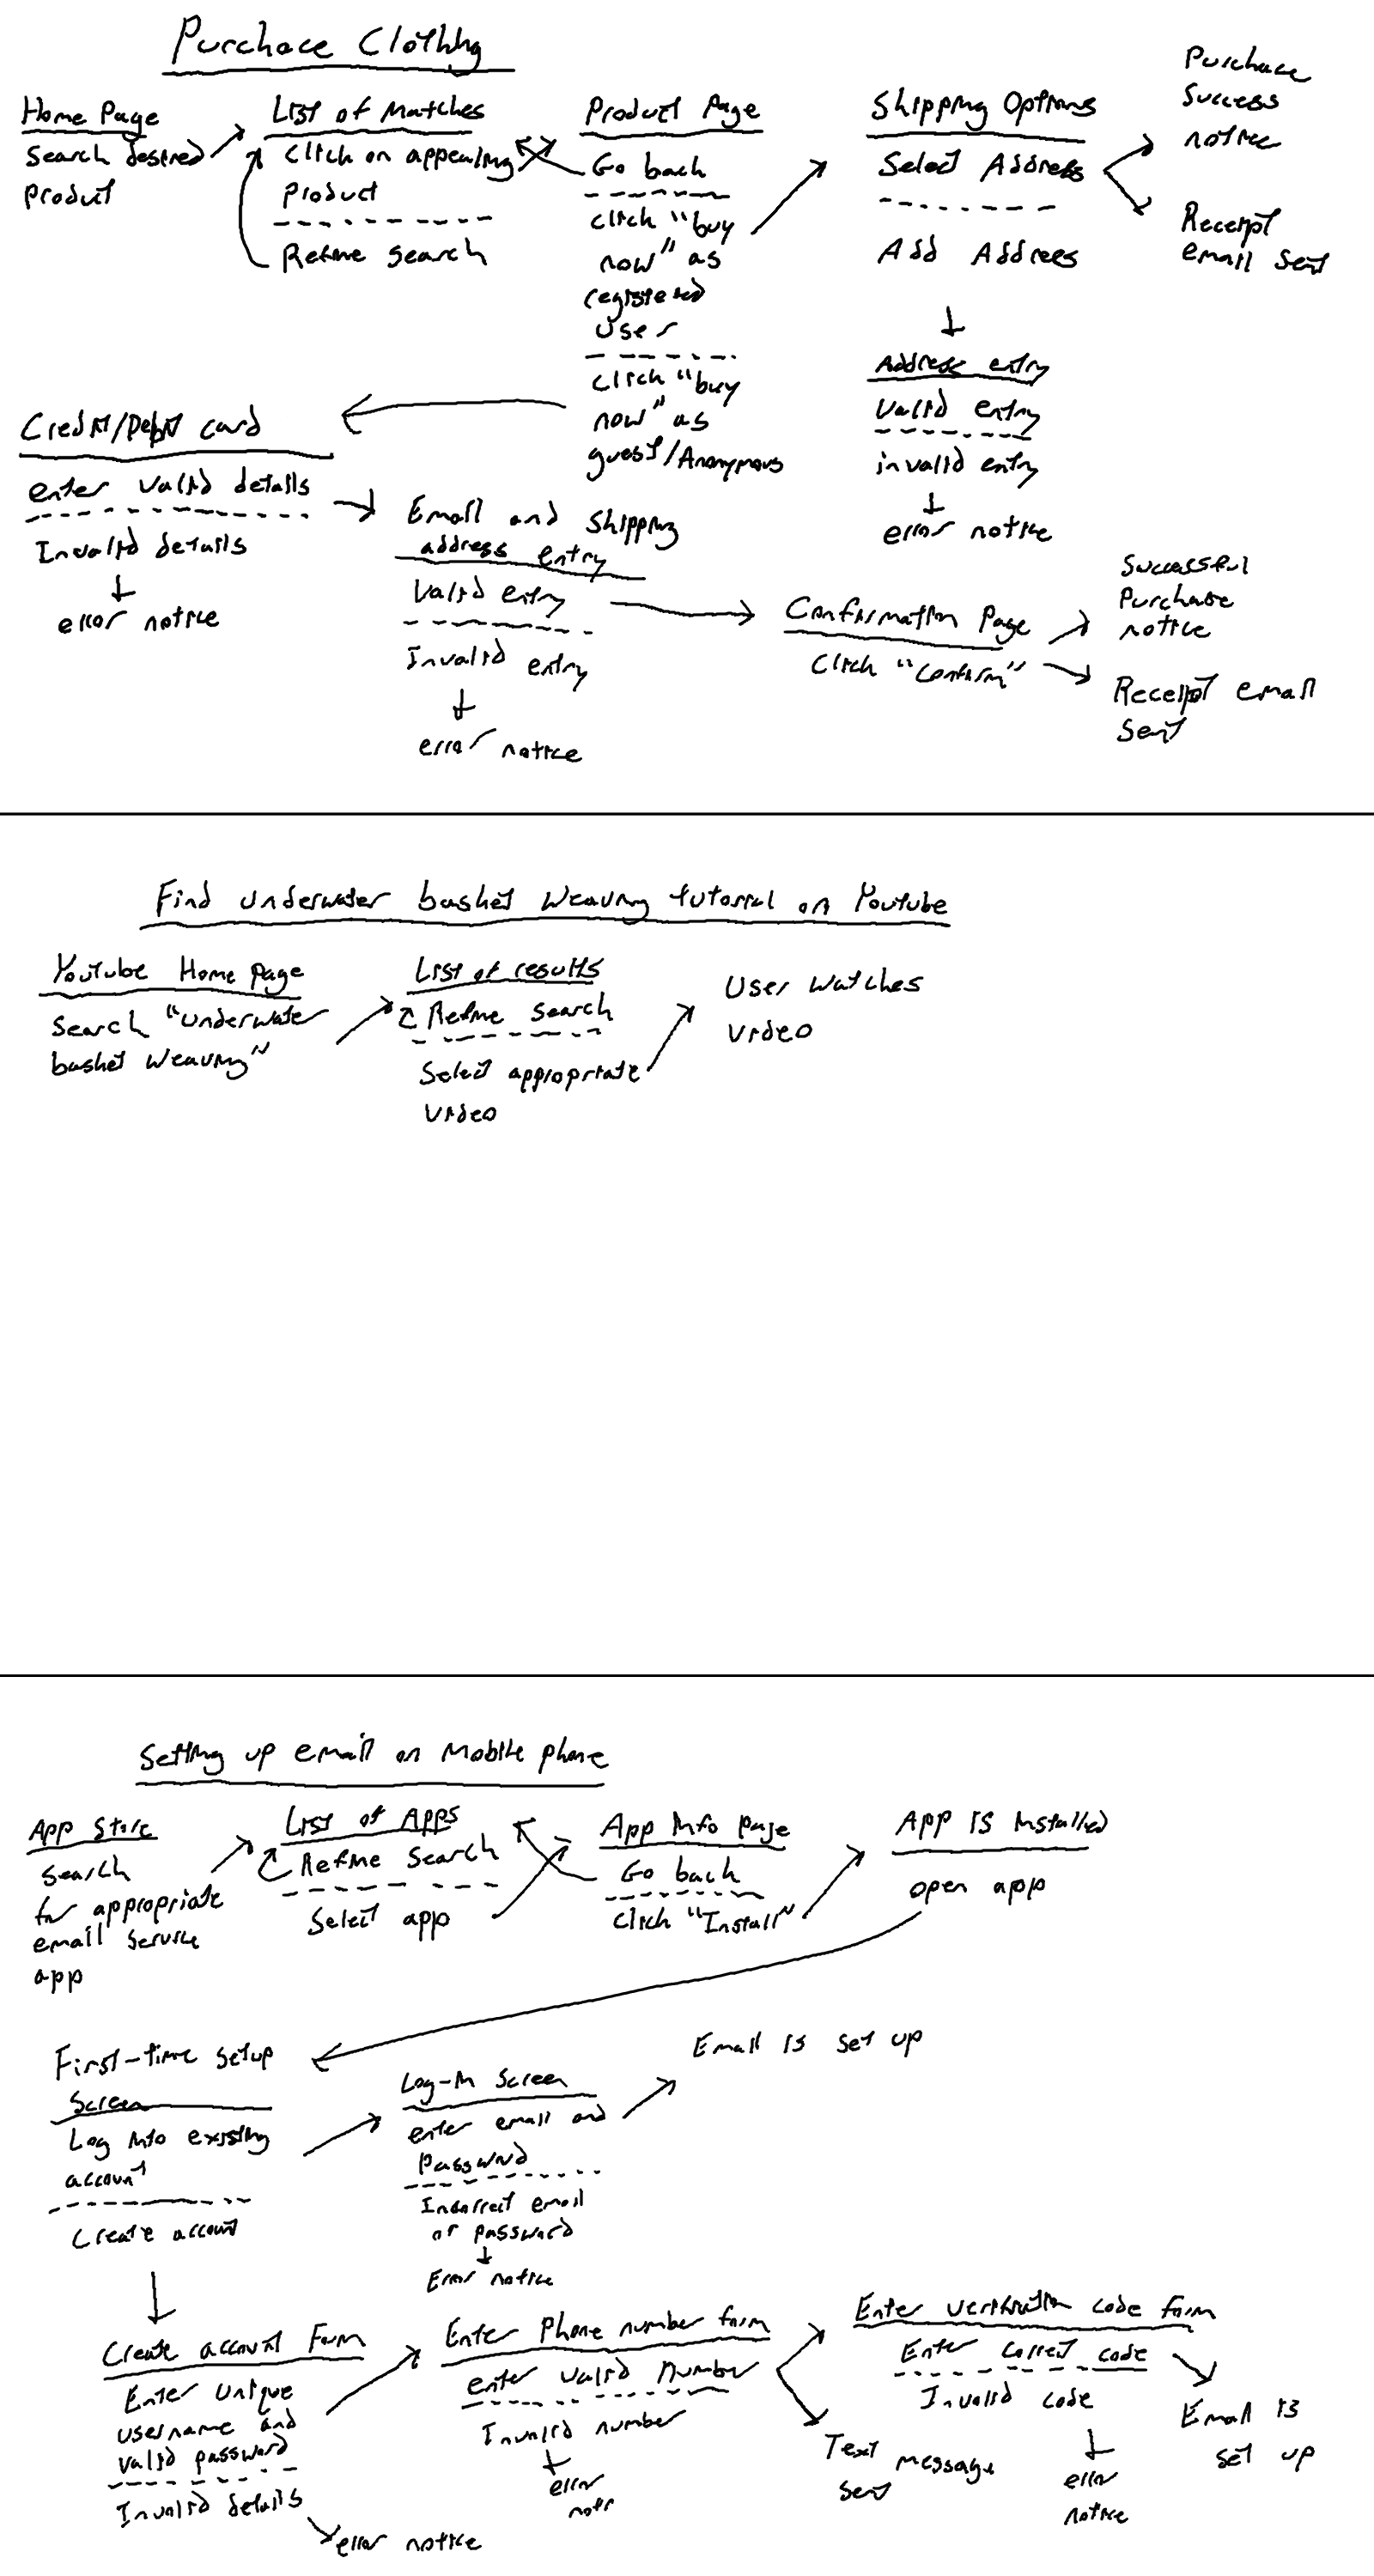 Purchace Clothing
Home Page
Search desired
product
List of Matches
Click on appealing
Product
Refine Search
Product Page
Go back
click "buy
now" as
registered
User
click "buy
now" as
guest/Anonymous
Shipping Options
Select Address
Add Address
Address entry
Valid entry
invalid entry
error notice
Purchace
Success
notice
Receipt
email sent
Credit/Debit card
enter valid details
Invalid details
error notice
Email and Shipping
address entry
Valid entry
Invalid entry
error notice
Confirmation Page
Click "Confirm"
Successful
Purchase
notice
Receipt email
Sent
Find underwater basket weaving tutorial on Youtube
Youtube Home page
Search "underwater
basket weaving"
List of results
Refine search
Select appropriate
video
User watches
video
Setting up email on Mobile phone
App Store
Search
for appropriate
email service
app
List of Apps
Refine Search
Select app
App info page
Go back
click "Install"
App is installed
open app
First-time setup
Screen
Log into existing
account
Create account
Log-in Screen
enter email and
password
Incorrect email
or password
Error notice
Email is set up
Create account Form
Enter unique
username and
valid password
Invalid details
error notice
Enter Phone number form
enter valid Number
Invalid number
error
notr
Text message
sent
Enter verification code form
Enter correct code
Invalid code
error
notice
Email is
set up